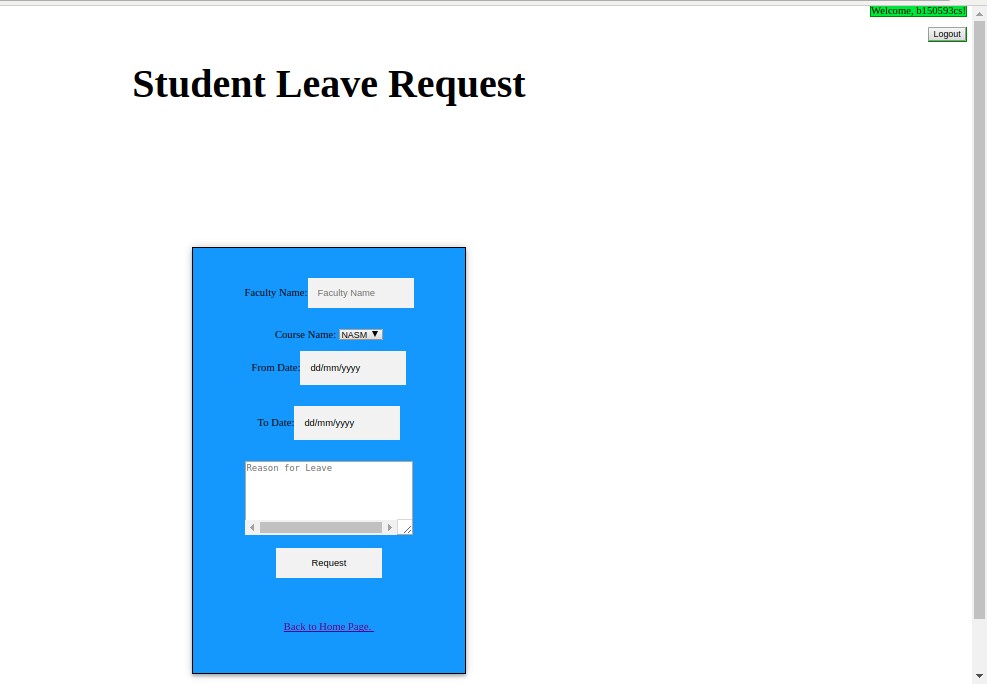 Welcome, b150593cs!
Logout
Student Leave Request
Faculty Name: Faculty Name
Course Name: NASM
From Date: dd/mm/yyyy
To Date: dd/mm/yyyy
Reason for Leave
Request
Back to Home Page.